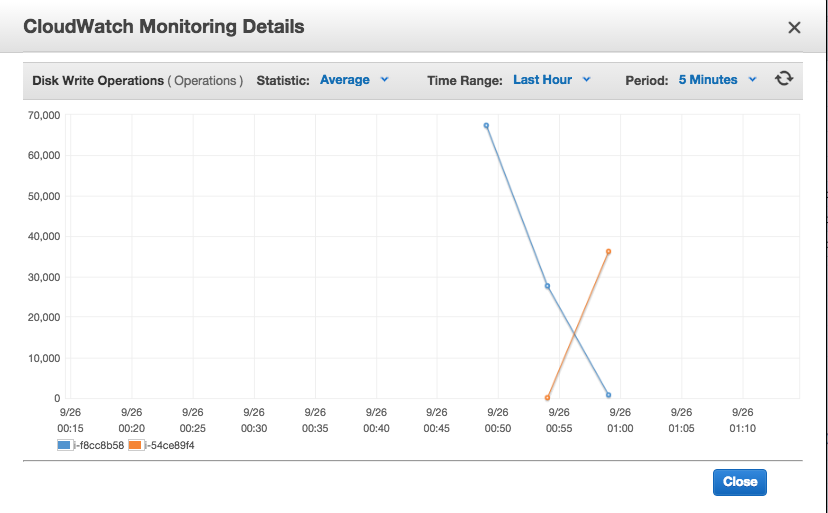 CloudWatch Monitoring Details ×
Disk Write Operations ( Operations ) Statistic: Average Time Range: Last Hour Period: 5 Minutes
70,000
60,000
50,000
40,000
30,000
20,000
10,000
0
9/26 9/26 9/26 9/26 9/26 9/26 9/26 9/26 9/26 9/26 9/26 9/26
00:15 00:20 00:25 00:30 00:35 00:40 00:45 00:50 00:55 01:00 01:05 01:10
i-f8cc8b58 i-54ce89f4
Close